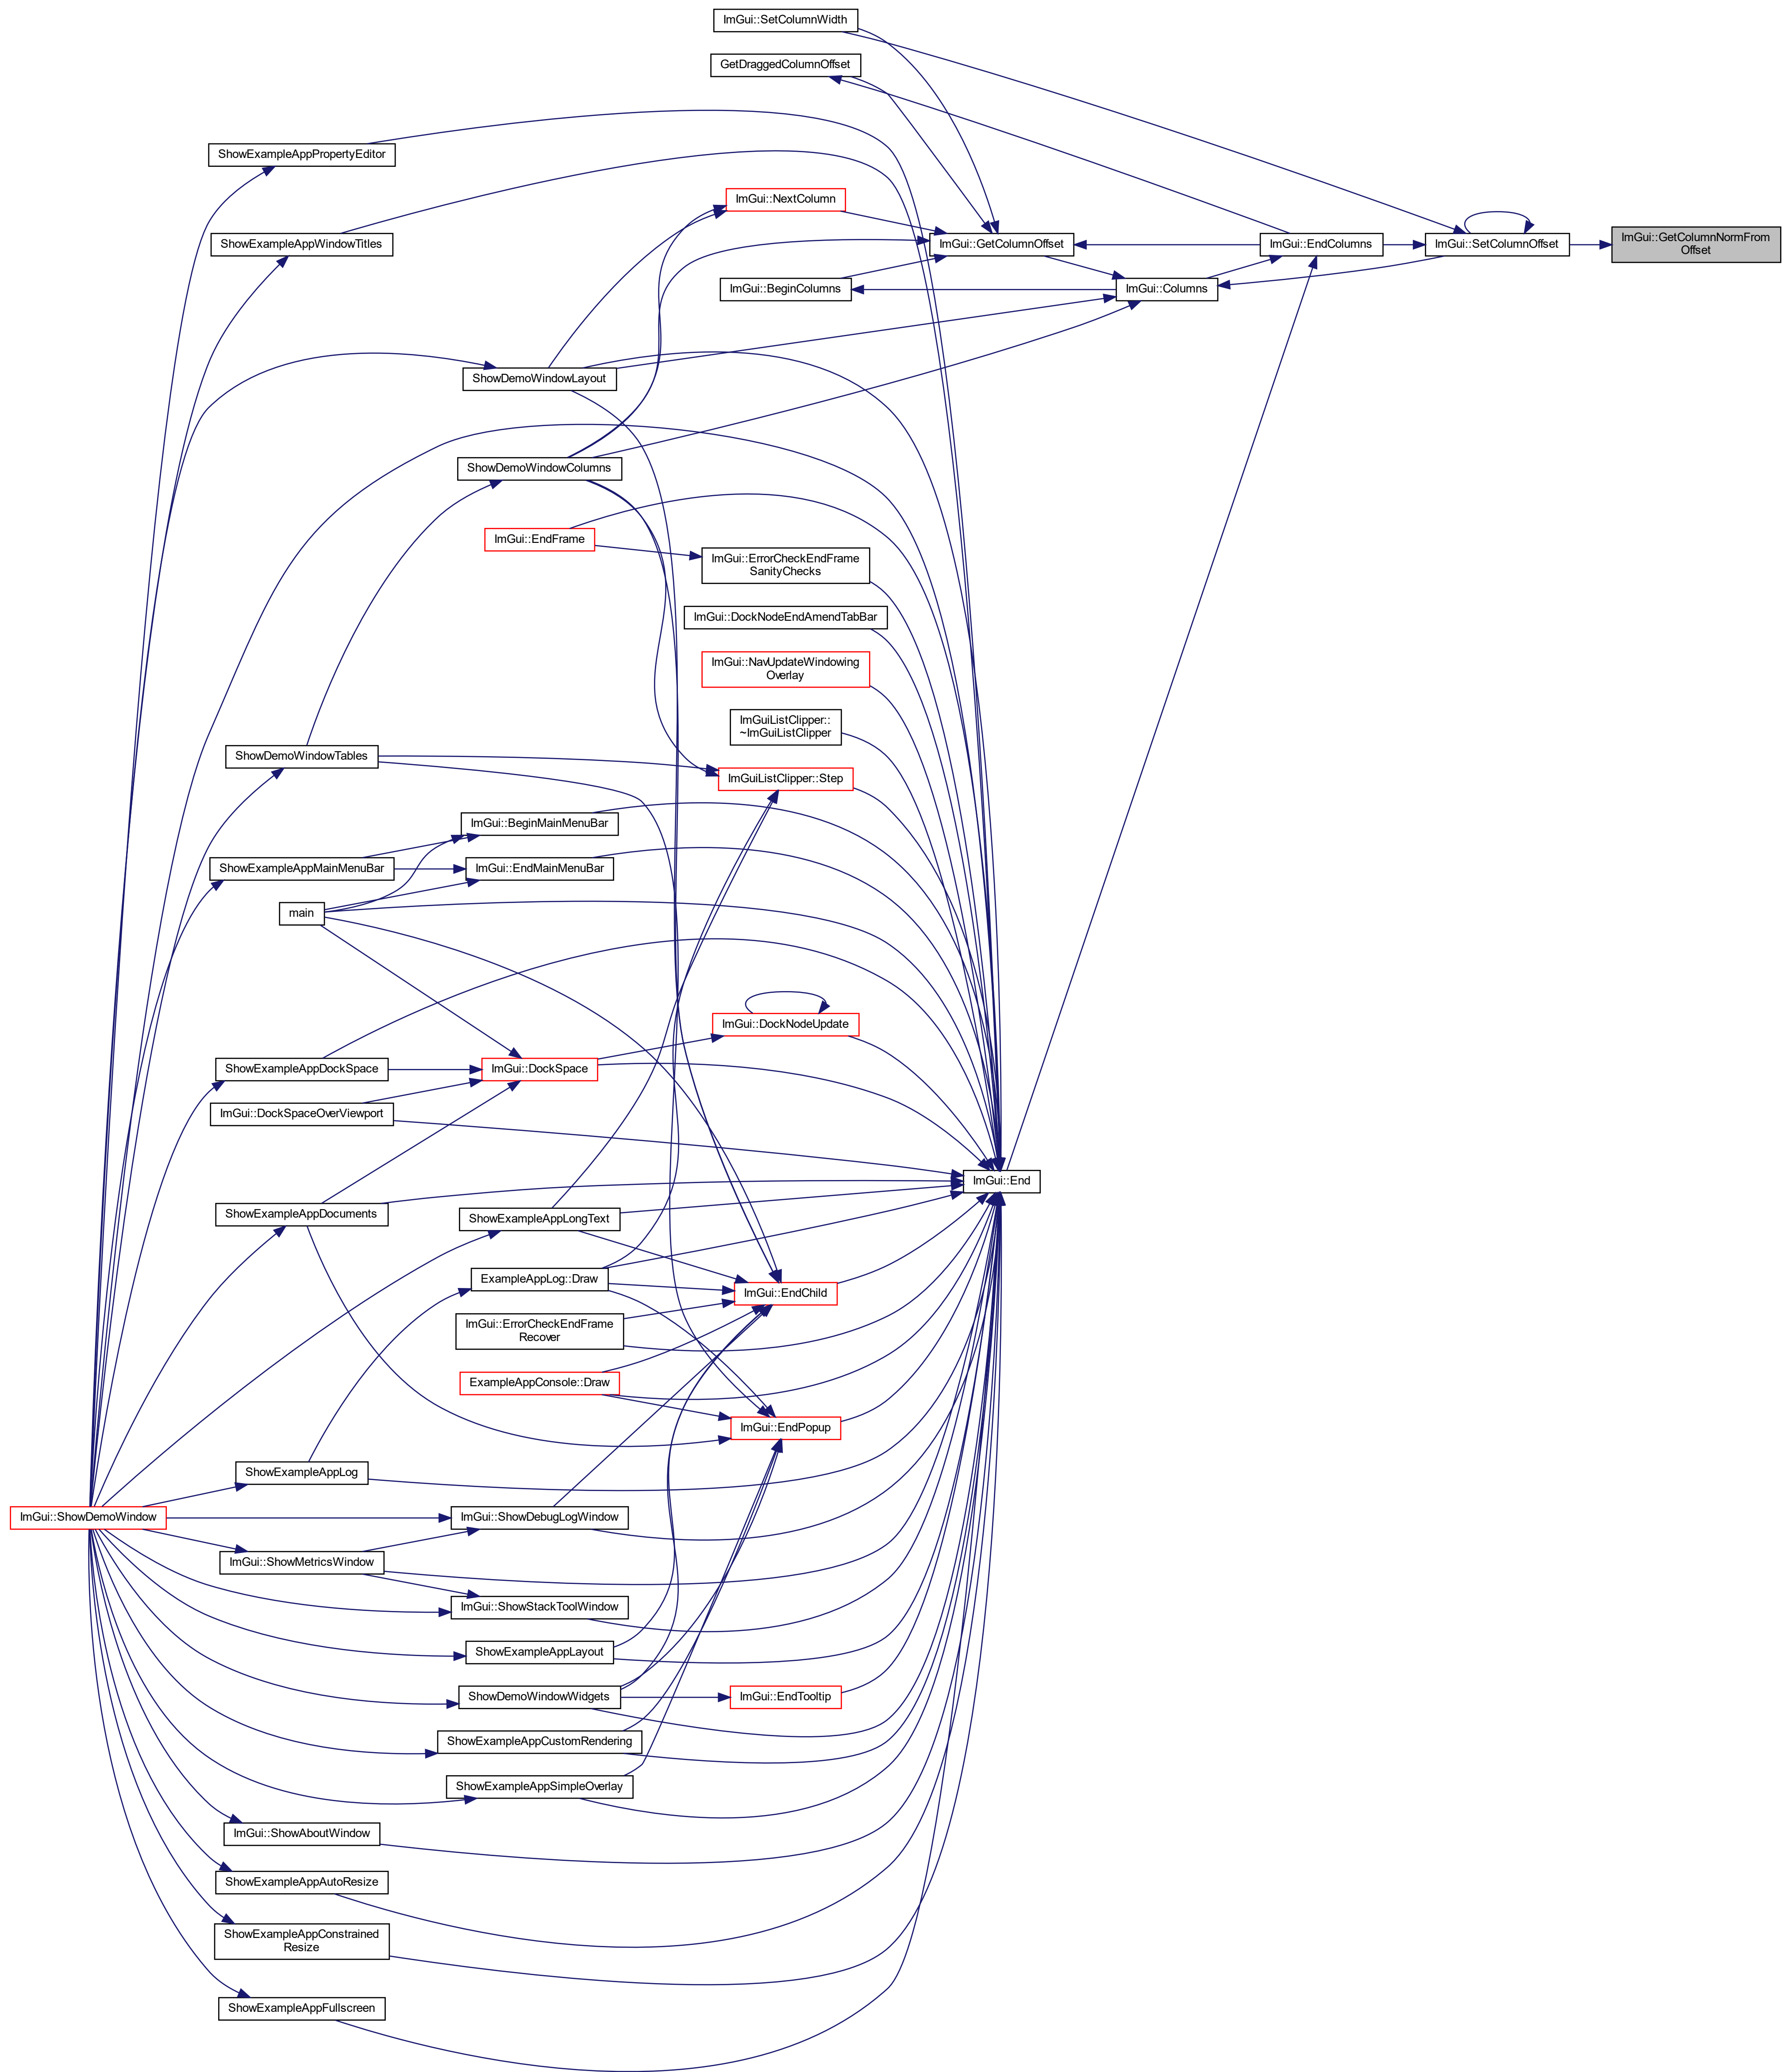 ImGui::SetColumnWidth
GetDraggedColumnOffset
ShowExampleAppPropertyEditor
ImGui::NextColumn
ShowExampleAppWindowTitles
ImGui::GetColumnOffset
ImGui::EndColumns
ImGui::SetColumnOffset
ImGui::GetColumnNormFrom
Offset
ImGui::BeginColumns
ImGui::Columns
ShowDemoWindowLayout
ShowDemoWindowColumns
ImGui::EndFrame
ImGui::ErrorCheckEndFrame
SanityChecks
ImGui::DockNodeEndAmendTabBar
ImGui::NavUpdateWindowing
Overlay
ImGuiListClipper::
~ImGuiListClipper
ShowDemoWindowTables
ImGuiListClipper::Step
ImGui::BeginMainMenuBar
ShowExampleAppMainMenuBar
ImGui::EndMainMenuBar
main
ImGui::DockNodeUpdate
ShowExampleAppDockSpace
ImGui::DockSpace
ImGui::DockSpaceOverViewport
ImGui::End
ShowExampleAppDocuments
ShowExampleAppLongText
ExampleAppLog::Draw
ImGui::EndChild
ImGui::ErrorCheckEndFrame
Recover
ExampleAppConsole::Draw
ImGui::EndPopup
ShowExampleAppLog
ImGui::ShowDemoWindow
ImGui::ShowDebugLogWindow
ImGui::ShowMetricsWindow
ImGui::ShowStackToolWindow
ShowExampleAppLayout
ShowDemoWindowWidgets
ImGui::EndTooltip
ShowExampleAppCustomRendering
ShowExampleAppSimpleOverlay
ImGui::ShowAboutWindow
ShowExampleAppAutoResize
ShowExampleAppConstrained
Resize
ShowExampleAppFullscreen